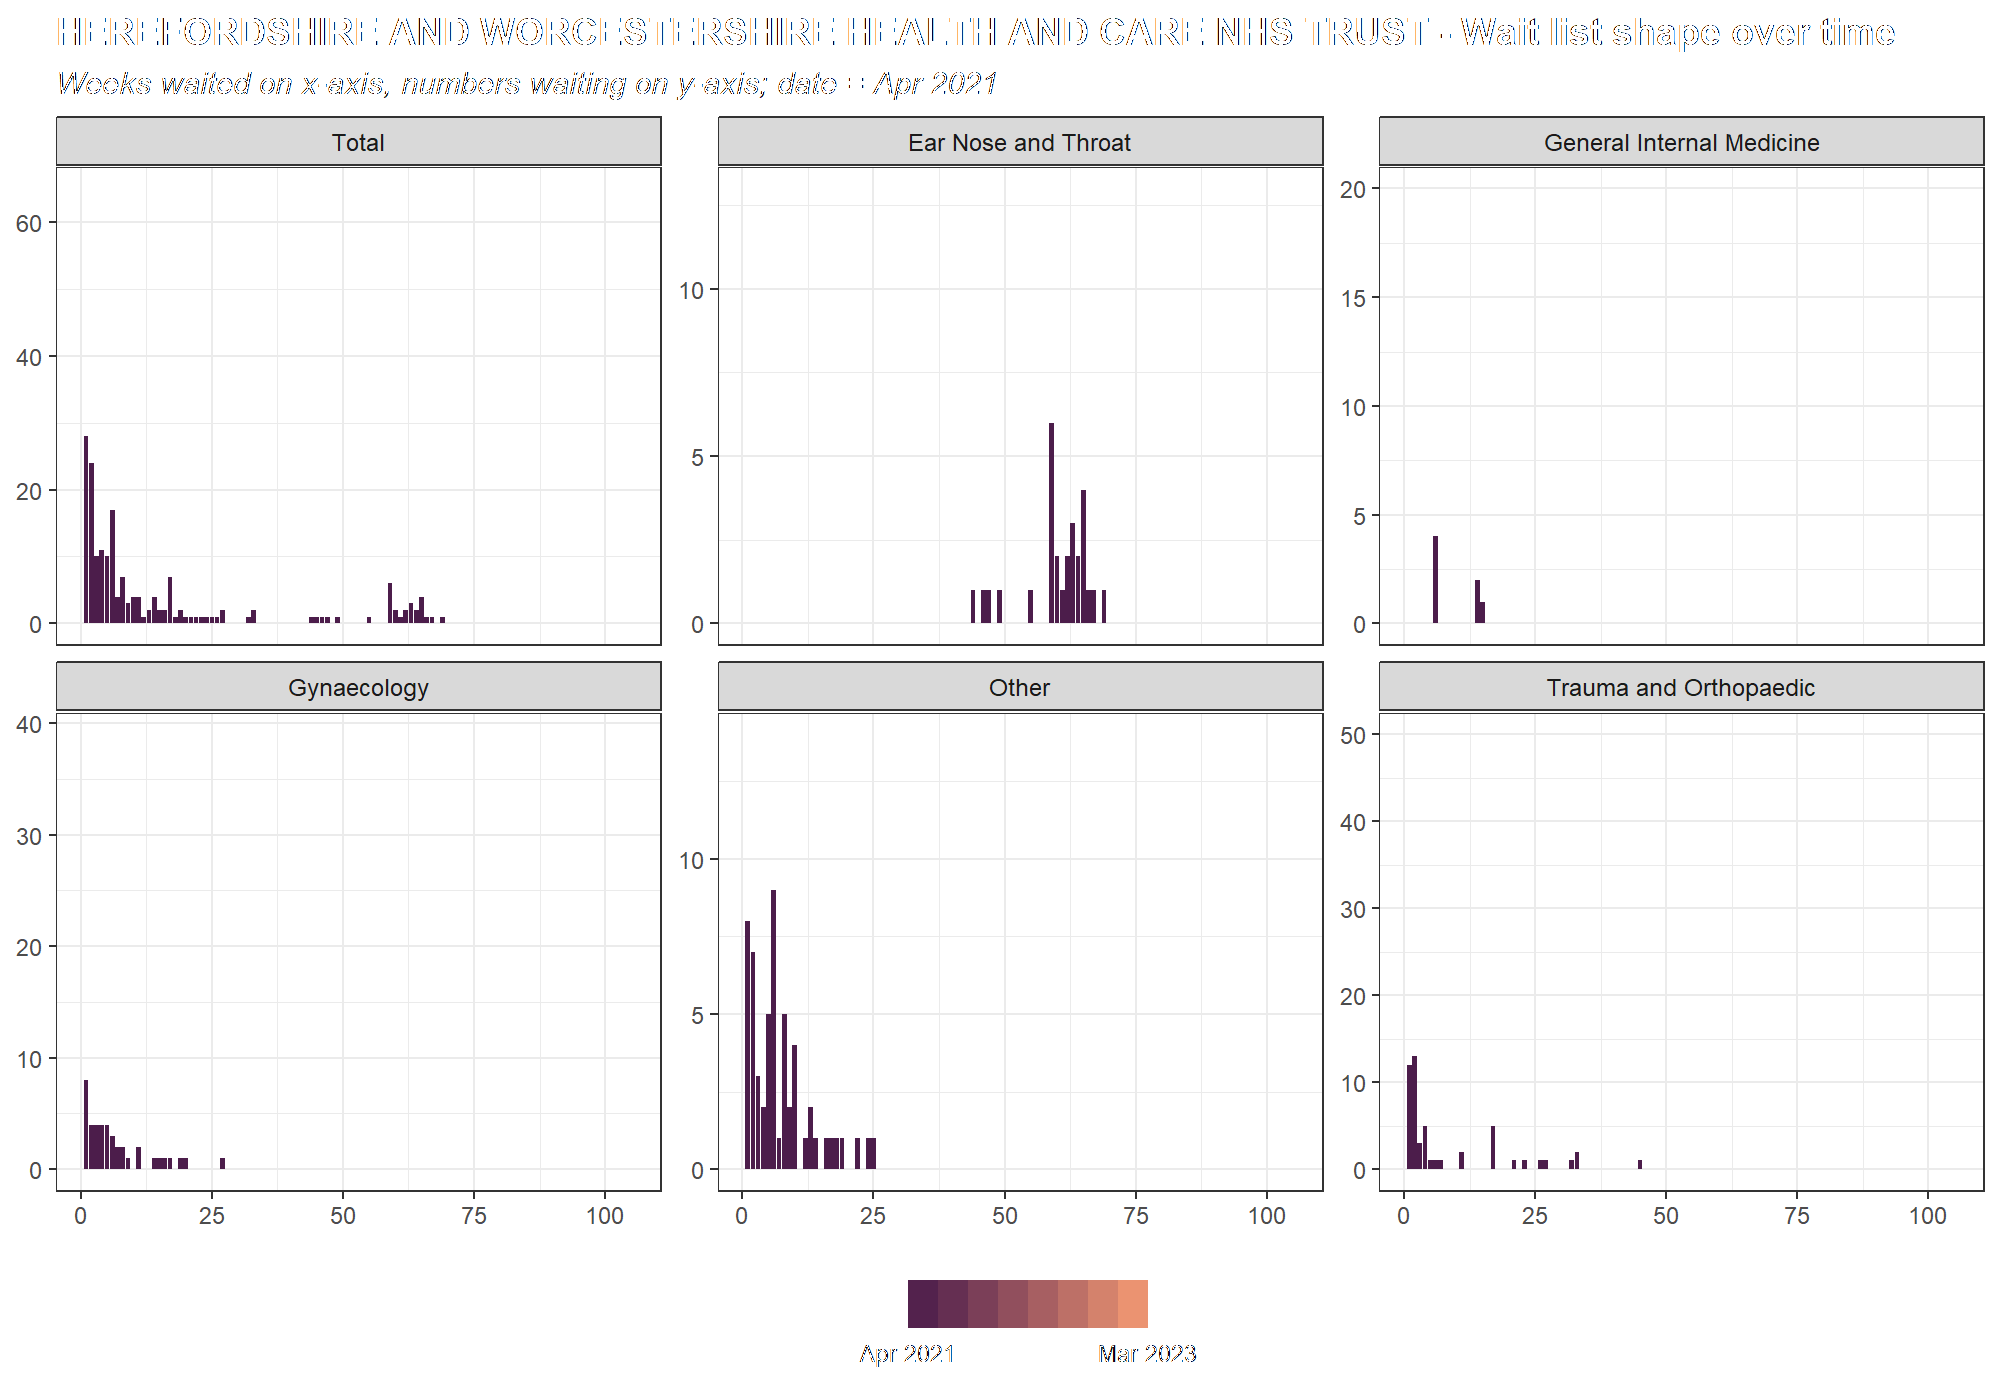 HEREFORDSHIRE AND WORCESTERSHIRE HEALTH AND CARE NHS TRUST - Wait list shape over time
Weeks waited on x-axis, numbers waiting on y-axis; date = Apr 2021
Total
Ear Nose and Throat
General Internal Medicine
60
40
20
0
10
5
0
20
15
10
5
0
Gynaecology
Other
Trauma and Orthopaedic
40
30
20
10
0
10
5
0
50
40
30
20
10
0
0 25 50 75 100
0 25 50 75 100
0 25 50 75 100
Apr 2021
Mar 2023